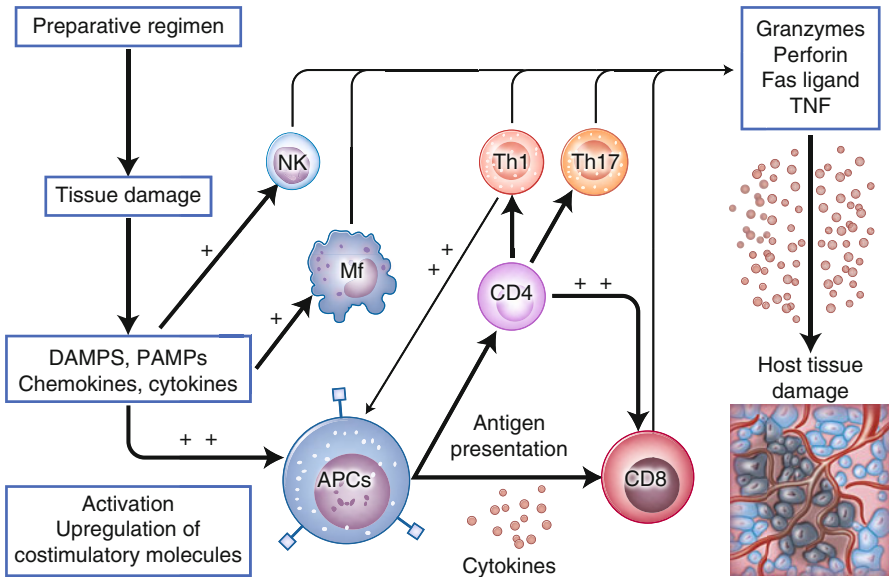 Preparative regimen
Granzymes
Perforin
Fas ligand
TNF
NK
Th1
Th17
Tissue damage
+
+
+
Mf
CD4
+ +
+
DAMPS, PAMPs
Chemokines, cytokines
Host tissue
damage
+ +
Antigen
presentation
APCs
CD8
Activation
Upregulation of
costimulatory molecules
Cytokines